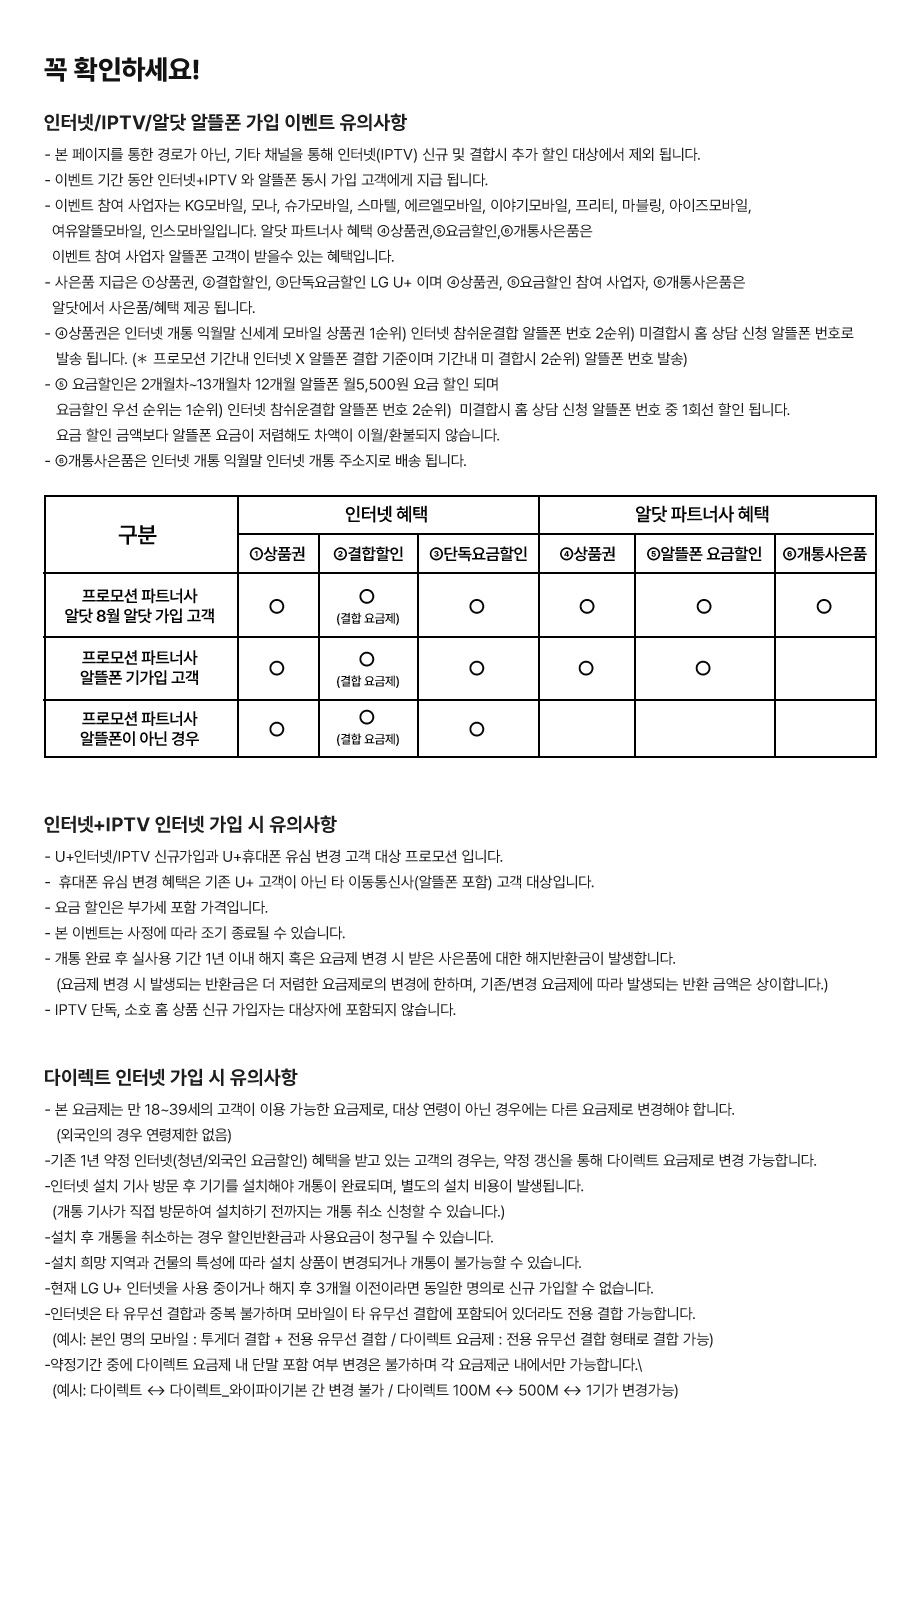 꼭 확인하세요!
인터넷/IPTV/알닷 알뜰폰 가입 이벤트 유의사항
- 본 페이지를 통한 경로가 아닌, 기타 채널을 통해 인터넷(IPTV) 신규 및 결합시 추가 할인 대상에서 제외 됩니다.
- 이벤트 기간 동안 인터넷+IPTV 와 알뜰폰 동시 가입 고객에게 지급 됩니다.
- 이벤트 참여 사업자는 KG모바일, 모나, 슈가모바일, 스마텔, 에르엘모바일, 이야기모바일, 프리티, 마블링, 아이즈모바일,
여유알뜰모바일, 인스모바일입니다. 알닷 파트너사 혜택 ④상품권,⑤요금할인,⑥개통사은품은
이벤트 참여 사업자 알뜰폰 고객이 받을수 있는 혜택입니다.
- 사은품 지급은 ①상품권, ②결합할인, ③단독요금할인 LG U+ 이며 ④상품권, ⑤요금할인 참여 사업자, ⑥개통사은품은
알닷에서 사은품/혜택 제공 됩니다.
- ④상품권은 인터넷 개통 익월말 신세계 모바일 상품권 1순위) 인터넷 참쉬운결합 알뜰폰 번호 2순위) 미결합시 홈 상담 신청 알뜰폰 번호로
발송 됩니다. (＊ 프로모션 기간내 인터넷 X 알뜰폰 결합 기준이며 기간내 미 결합시 2순위) 알뜰폰 번호 발송)
- ⑤ 요금할인은 2개월차~13개월차 12개월 알뜰폰 월5,500원 요금 할인 되며
요금할인 우선 순위는 1순위) 인터넷 참쉬운결합 알뜰폰 번호 2순위) 미결합시 홈 상담 신청 알뜰폰 번호 중 1회선 할인 됩니다.
요금 할인 금액보다 알뜰폰 요금이 저렴해도 차액이 이월/환불되지 않습니다.
- ⑥개통사은품은 인터넷 개통 익월말 인터넷 개통 주소지로 배송 됩니다.
구분 인터넷 혜택 알닷 파트너사 혜택
①상품권 ②결합할인 ③단독요금할인 ④상품권 ⑤알뜰폰 요금할인 ⑥개통사은품
프로모션 파트너사
알닷 8월 알닷 가입 고객 ○ ○ ○ ○ ○ ○
(결합 요금제)
프로모션 파트너사
알뜰폰 기가입 고객 ○ ○ ○ ○ ○
(결합 요금제)
프로모션 파트너사
알뜰폰이 아닌 경우 ○ ○ ○
(결합 요금제)
인터넷+IPTV 인터넷 가입 시 유의사항
- U+인터넷/IPTV 신규가입과 U+휴대폰 유심 변경 고객 대상 프로모션 입니다.
- 휴대폰 유심 변경 혜택은 기존 U+ 고객이 아닌 타 이동통신사(알뜰폰 포함) 고객 대상입니다.
- 요금 할인은 부가세 포함 가격입니다.
- 본 이벤트는 사정에 따라 조기 종료될 수 있습니다.
- 개통 완료 후 실사용 기간 1년 이내 해지 혹은 요금제 변경 시 받은 사은품에 대한 해지반환금이 발생합니다.
(요금제 변경 시 발생되는 반환금은 더 저렴한 요금제로의 변경에 한하며, 기존/변경 요금제에 따라 발생되는 반환 금액은 상이합니다.)
- IPTV 단독, 소호 홈 상품 신규 가입자는 대상자에 포함되지 않습니다.
다이렉트 인터넷 가입 시 유의사항
- 본 요금제는 만 18~39세의 고객이 이용 가능한 요금제로, 대상 연령이 아닌 경우에는 다른 요금제로 변경해야 합니다.
(외국인의 경우 연령제한 없음)
-기존 1년 약정 인터넷(청년/외국인 요금할인) 혜택을 받고 있는 고객의 경우는, 약정 갱신을 통해 다이렉트 요금제로 변경 가능합니다.
-인터넷 설치 기사 방문 후 기기를 설치해야 개통이 완료되며, 별도의 설치 비용이 발생됩니다.
(개통 기사가 직접 방문하여 설치하기 전까지는 개통 취소 신청할 수 있습니다.)
-설치 후 개통을 취소하는 경우 할인반환금과 사용요금이 청구될 수 있습니다.
-설치 희망 지역과 건물의 특성에 따라 설치 상품이 변경되거나 개통이 불가능할 수 있습니다.
-현재 LG U+ 인터넷을 사용 중이거나 해지 후 3개월 이전이라면 동일한 명의로 신규 가입할 수 없습니다.
-인터넷은 타 유무선 결합과 중복 불가하며 모바일이 타 유무선 결합에 포함되어 있더라도 전용 결합 가능합니다.
(예시: 본인 명의 모바일 : 투게더 결합 + 전용 유무선 결합 / 다이렉트 요금제 : 전용 유무선 결합 형태로 결합 가능)
-약정기간 중에 다이렉트 요금제 내 단말 포함 여부 변경은 불가하며 각 요금제군 내에서만 가능합니다.\
(예시: 다이렉트 ↔ 다이렉트_와이파이기본 간 변경 불가 / 다이렉트 100M ↔ 500M ↔ 1기가 변경가능)